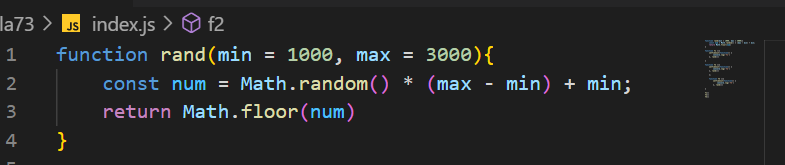 la73 > JS index.js > f2
1 function rand(min = 1000, max = 3000){
2 const num = Math.random() * (max - min) + min;
3 return Math.floor(num)
4 }